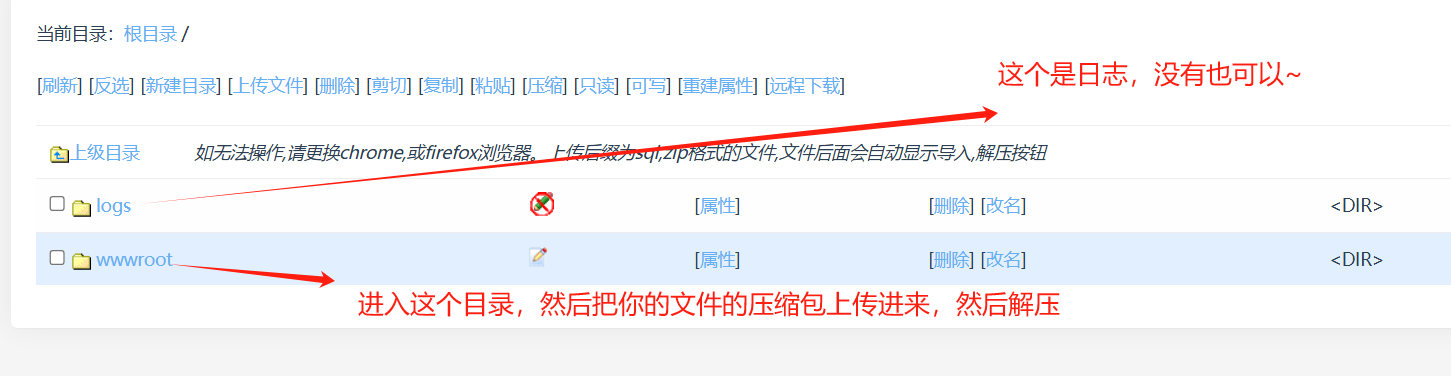 当前目录：根目录 /
[刷新] [反选] [新建目录] [上传文件] [删除] [剪切] [复制] [粘贴] [压缩] [只读] [可写] [重建属性] [远程下载]
这个是日志，没有也可以~
上级目录 如无法操作,请更换chrome,或firefox浏览器。上传后缀为sql,zip格式的文件,文件后面会自动显示导入,解压按钮
logs [属性] [删除] [改名] <DIR>
wwwroot [属性] [删除] [改名] <DIR>
进入这个目录，然后把你的文件的压缩包上传进来，然后解压